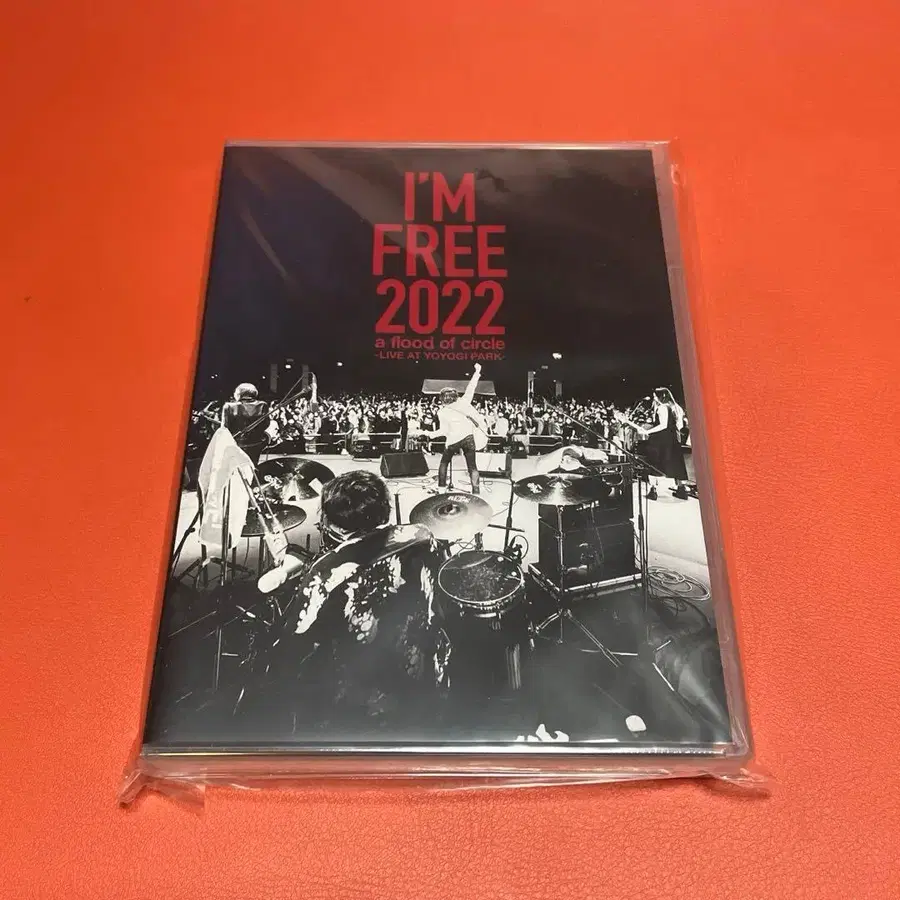 I'M
FREE
2022
a flood of circle
-LIVE AT YOYOGI PARK-